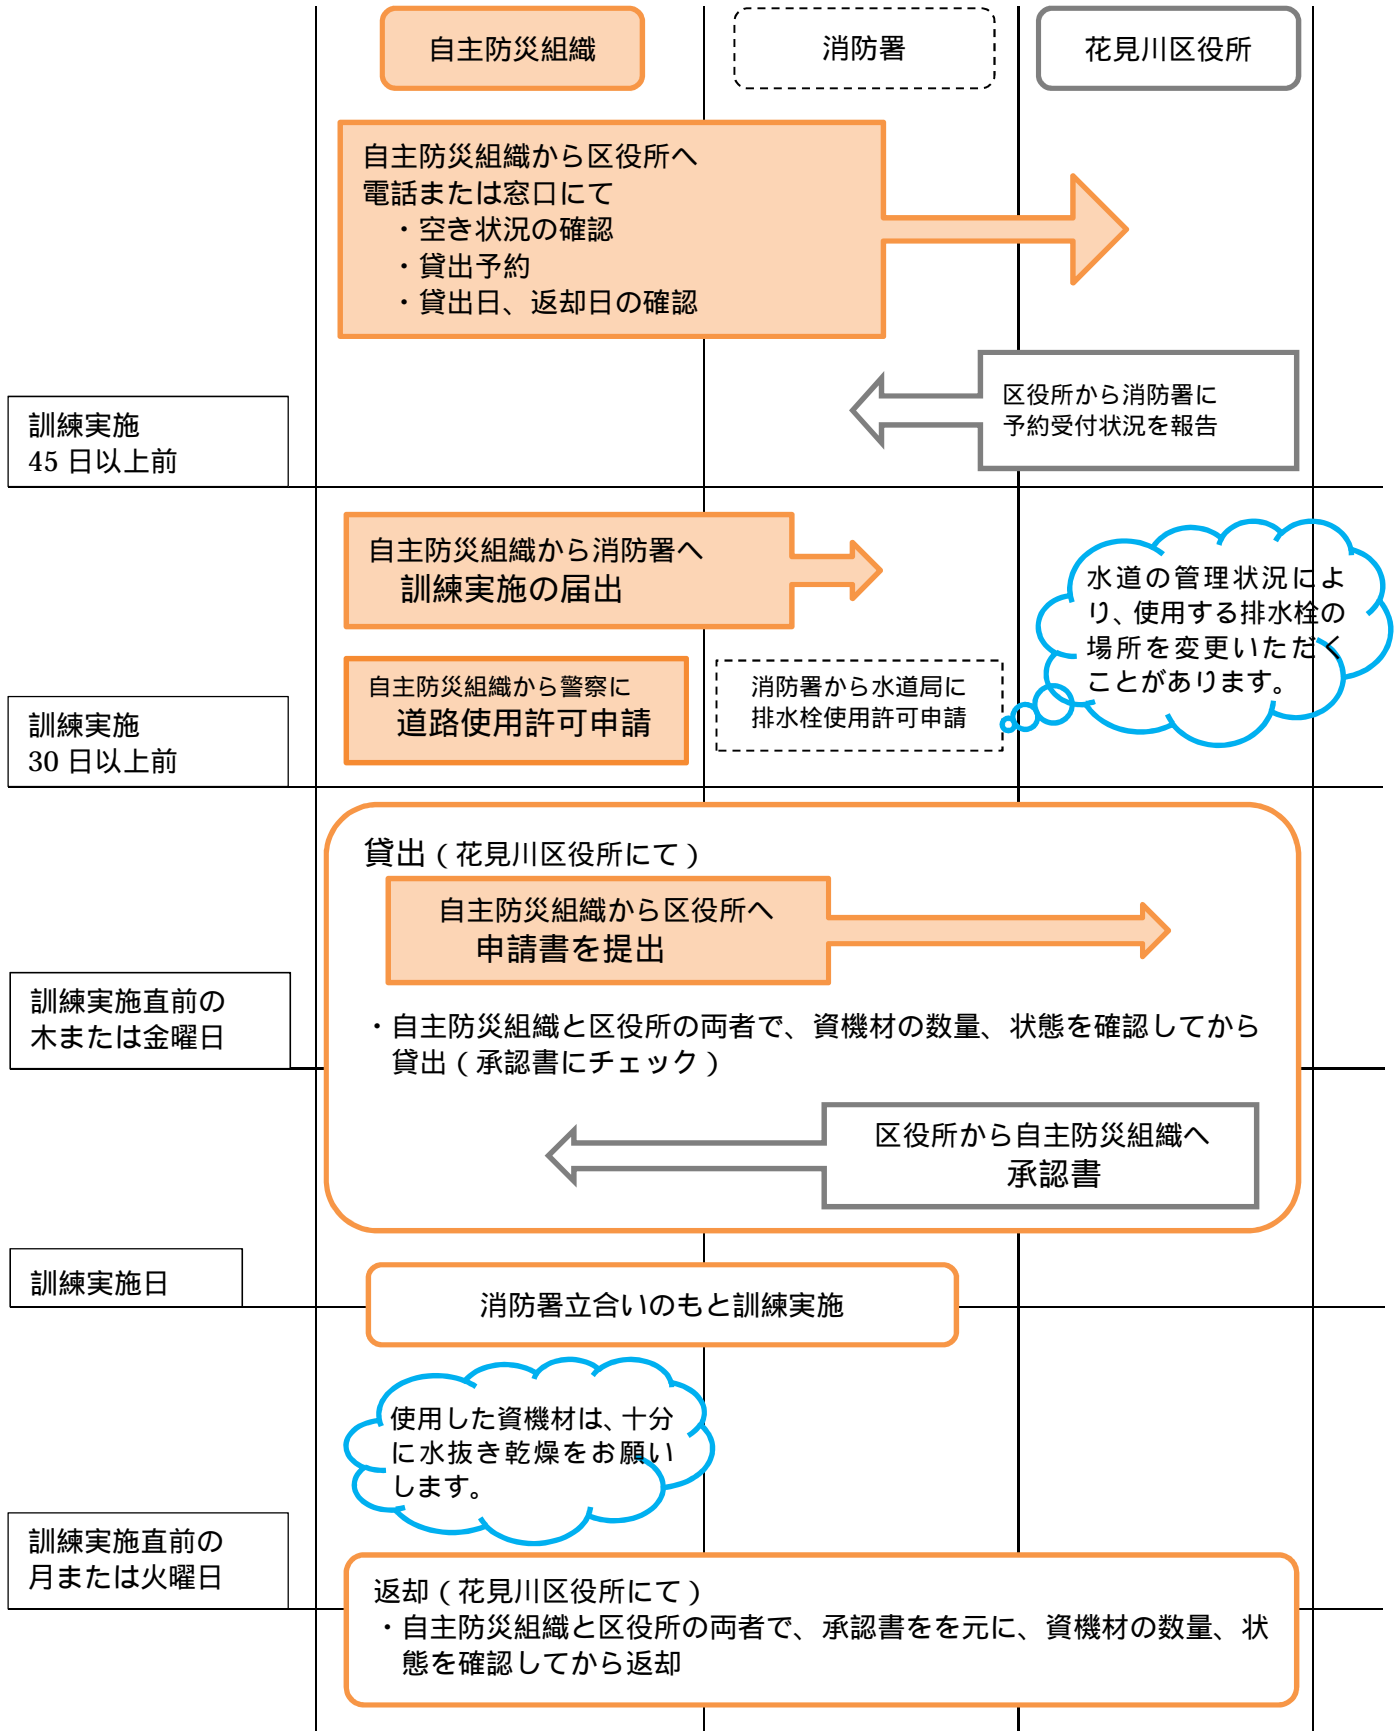 自主防災組織
消防署
花見川区役所
自主防災組織から区役所へ
電話または窓口にて
・空き状況の確認
・貸出予約
・貸出日、返却日の確認
区役所から消防署に
予約受付状況を報告
訓練実施
45 日以上前
自主防災組織から消防署へ
訓練実施の届出
水道の管理状況によ
り、使用する排水栓の
場所を変更いただく
ことがあります。
自主防災組織から警察に
道路使用許可申請
消防署から水道局に
排水栓使用許可申請
訓練実施
30 日以上前
貸出（花見川区役所にて）
自主防災組織から区役所へ
申請書を提出
訓練実施直前の
木または金曜日
・自主防災組織と区役所の両者で、資機材の数量、状態を確認してから
貸出（承認書にチェック）
区役所から自主防災組織へ
承認書
訓練実施日
消防署立合いのもと訓練実施
使用した資機材は、十分
に水抜き乾燥をお願い
します。
訓練実施直前の
月または火曜日
返却（花見川区役所にて）
・自主防災組織と区役所の両者で、承認書をを元に、資機材の数量、状
態を確認してから返却